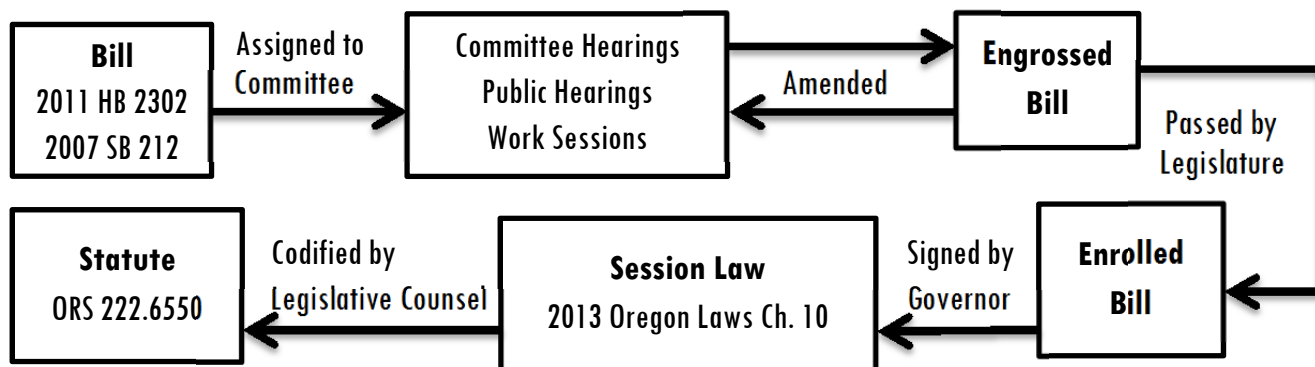 Bill
2011 HB 2302
2007 SB 212
Assigned to
Committee
Committee Hearings
Public Hearings
Work Sessions
Amended
Engrossed
Bill
Passed by
Legislature
Enrolled
Bill
Signed by
Governor
Session Law
2013 Oregon Laws Ch. 10
Codified by
Legislative Counsel
Statute
ORS 222.6550